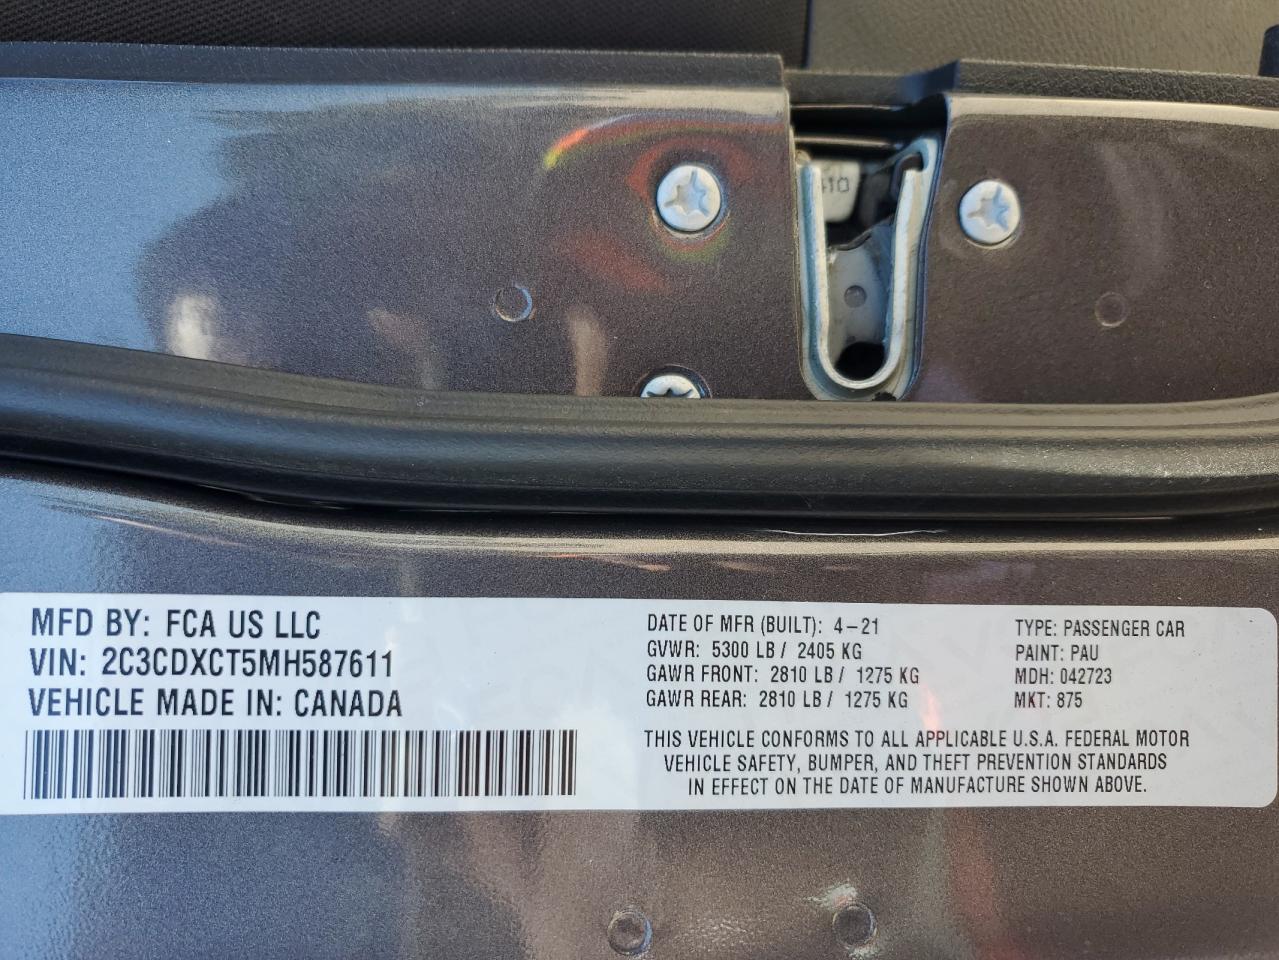 MFD BY: FCA US LLC
VIN: 2C3CDXCT5MH587611
VEHICLE MADE IN: CANADA
DATE OF MFR (BUILT): 4-21
GVWR: 5300 LB / 2405 KG
GAWR FRONT: 2810 LB / 1275 KG
GAWR REAR: 2810 LB / 1275 KG
TYPE: PASSENGER CAR
PAINT: PAU
MDH: 042723
MKT: 875
THIS VEHICLE CONFORMS TO ALL APPLICABLE U.S.A. FEDERAL MOTOR
VEHICLE SAFETY, BUMPER, AND THEFT PREVENTION STANDARDS
IN EFFECT ON THE DATE OF MANUFACTURE SHOWN ABOVE.